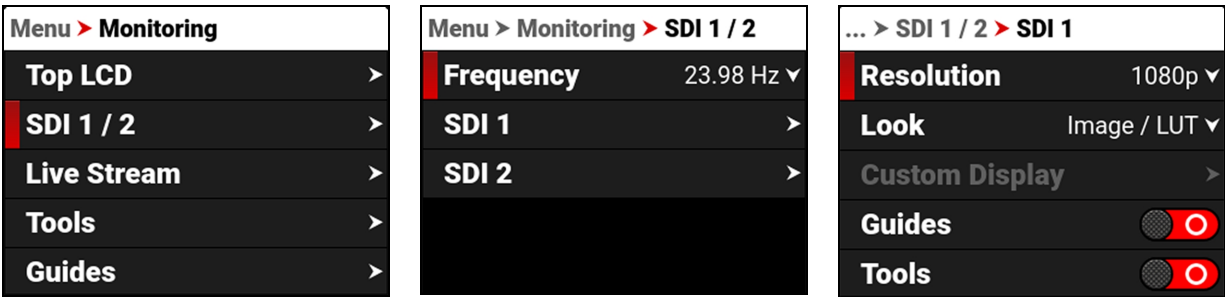 Menu > Monitoring
Top LCD >
SDI 1 / 2 >
Live Stream >
Tools >
Guides >
Menu > Monitoring > SDI 1 / 2
Frequency 23.98 Hz
SDI 1 >
SDI 2 >
... > SDI 1 / 2 > SDI 1
Resolution 1080p
Look Image / LUT
Custom Display >
Guides
Tools